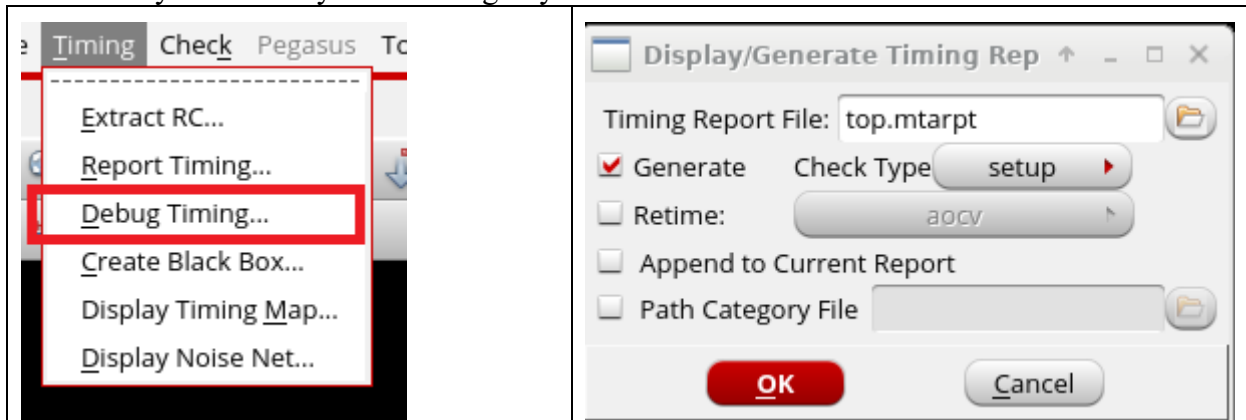 Timing Check Pegasus
Extract RC...
Report Timing...
Debug Timing...
Create Black Box...
Display Timing Map...
Display Noise Net...
Display/Generate Timing Rep
Timing Report File: top.mtarpt
Generate Check Type setup
Retime: aocv
Append to Current Report
Path Category File
OK Cancel